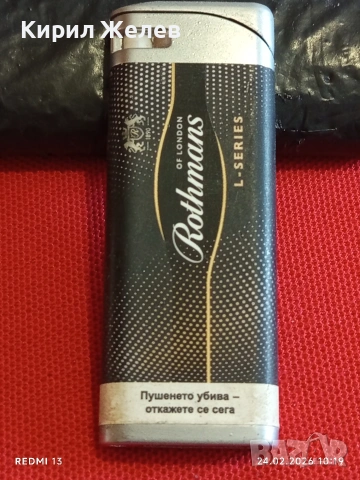 Кирил Желев
Rothmans
OF LONDON
L-SERIES
Пушенето убива –
откажете се сега
REDMI 13
24.02.2026 10:19